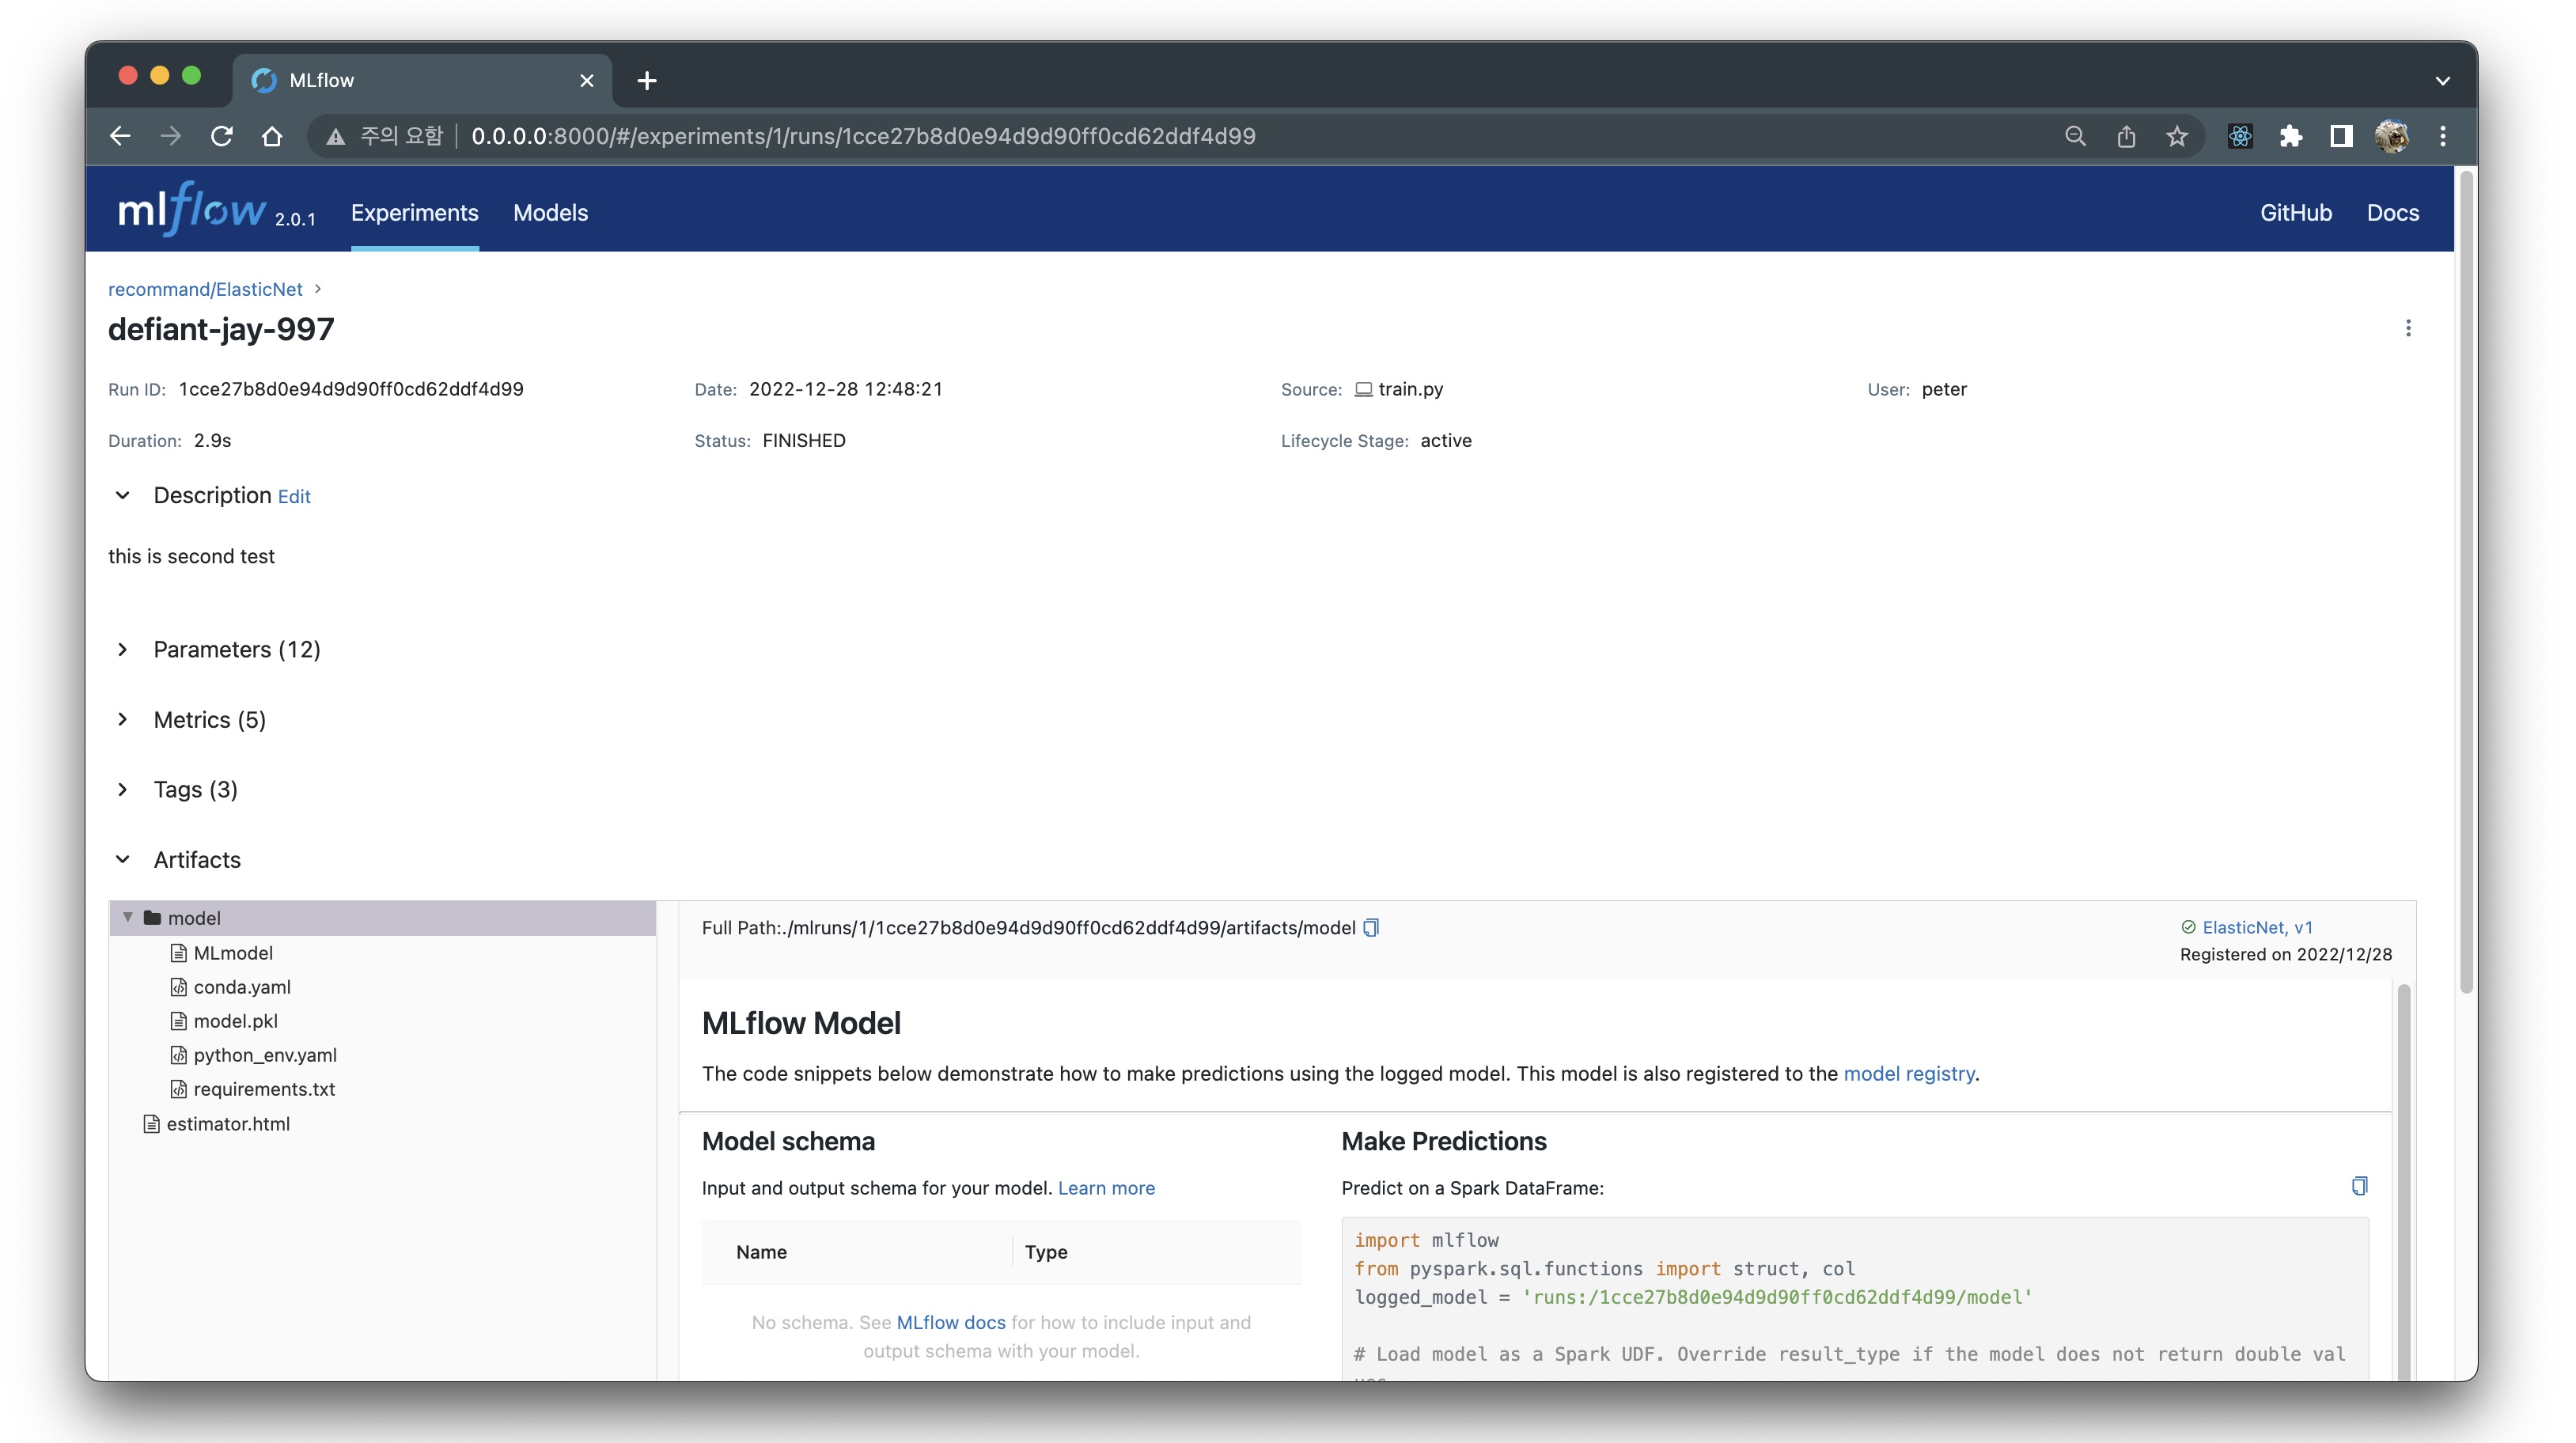 MLflow
주의 요함 0.0.0.0:8000/#/experiments/1/runs/1cce27b8d0e94d9d90ff0cd62ddf4d99
mlflow 2.0.1 Experiments Models GitHub Docs
recommand/ElasticNet >
defiant-jay-997
Run ID: 1cce27b8d0e94d9d90ff0cd62ddf4d99 Date: 2022-12-28 12:48:21 Source: train.py User: peter
Duration: 2.9s Status: FINISHED Lifecycle Stage: active
Description Edit
this is second test
Parameters (12)
Metrics (5)
Tags (3)
Artifacts
model
MLmodel
conda.yaml
model.pkl
python_env.yaml
requirements.txt
estimator.html
Full Path:./mlruns/1/1cce27b8d0e94d9d90ff0cd62ddf4d99/artifacts/model
ElasticNet, v1
Registered on 2022/12/28
MLflow Model
The code snippets below demonstrate how to make predictions using the logged model. This model is also registered to the model registry.
Model schema
Input and output schema for your model. Learn more
Name Type
No schema. See MLflow docs for how to include input and
output schema with your model.
Make Predictions
Predict on a Spark DataFrame:
import mlflow
from pyspark.sql.functions import struct, col
logged_model = 'runs:/1cce27b8d0e94d9d90ff0cd62ddf4d99/model'
# Load model as a Spark UDF. Override result_type if the model does not return double val